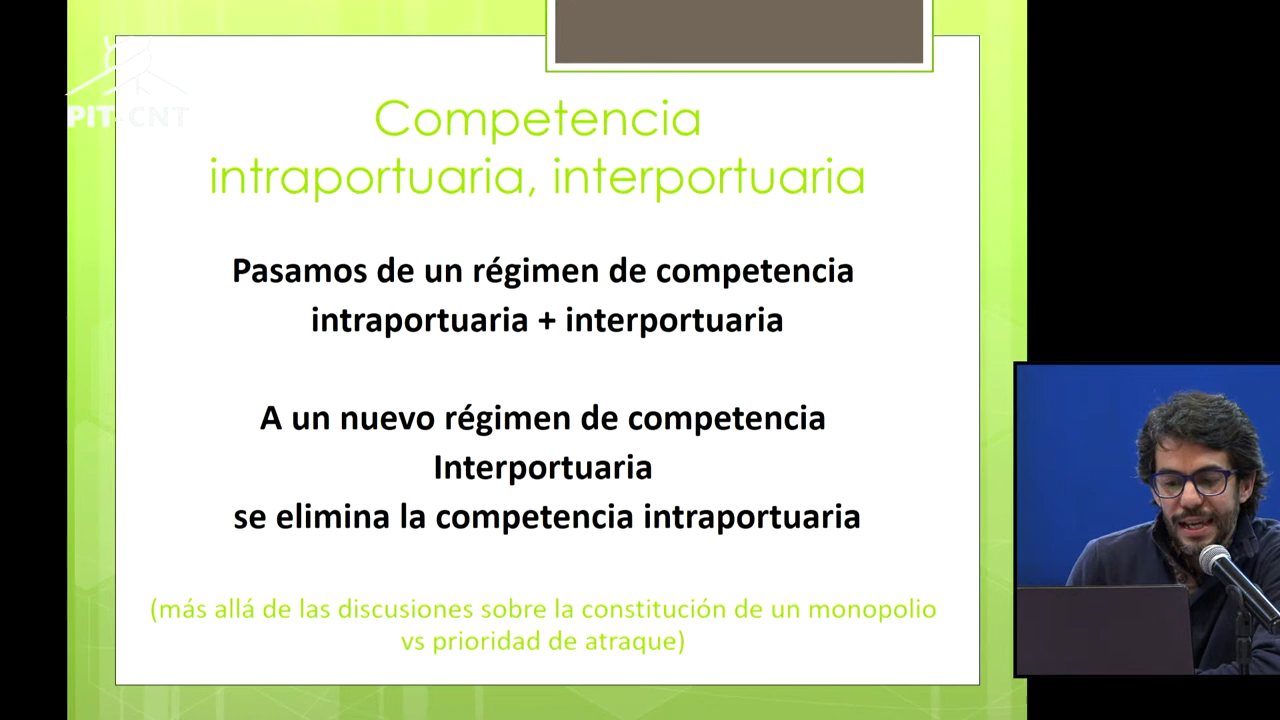 PIT-CNT
Competencia
intraportuaria, interportuaria
Pasamos de un régimen de competencia
intraportuaria + interportuaria
A un nuevo régimen de competencia
Interportuaria
se elimina la competencia intraportuaria
(más allá de las discusiones sobre la constitución de un monopolio
vs prioridad de atraque)